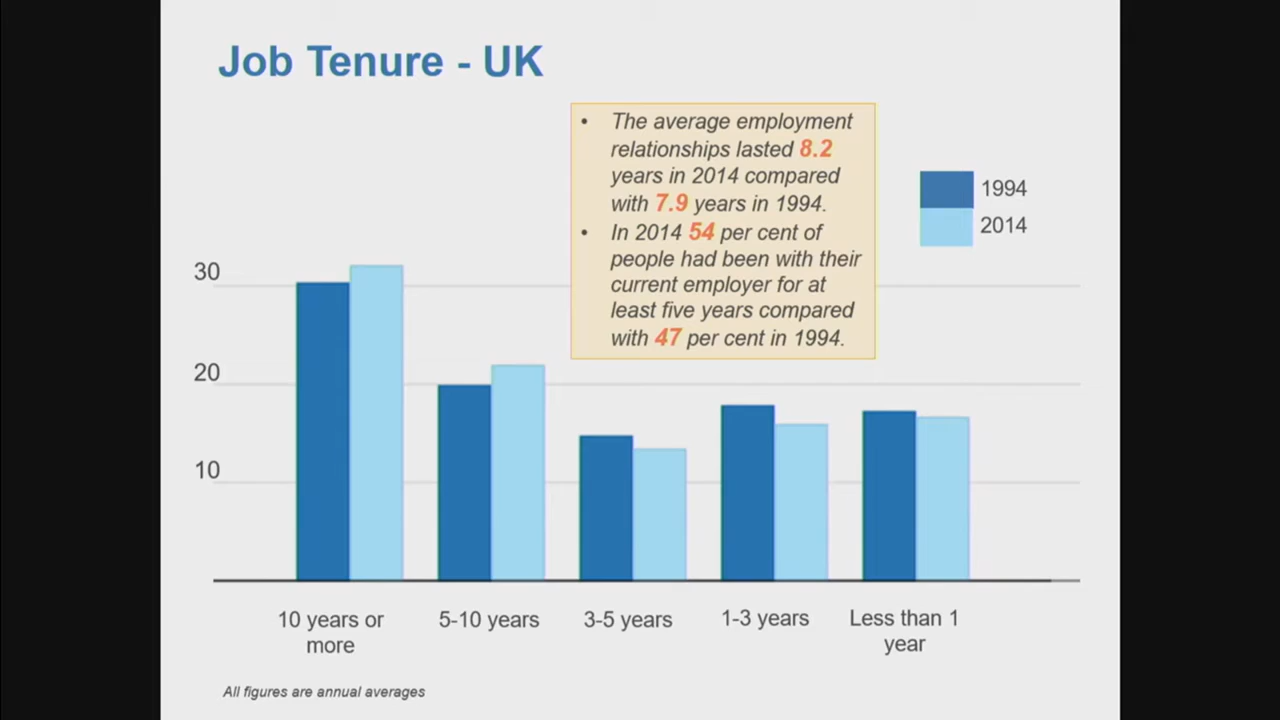 Job Tenure - UK
• The average employment
relationships lasted 8.2
years in 2014 compared
with 7.9 years in 1994.
• In 2014 54 per cent of
people had been with their
current employer for at
least five years compared
with 47 per cent in 1994.
1994
2014
30
20
10
10 years or
more
5-10 years
3-5 years
1-3 years
Less than 1
year
All figures are annual averages